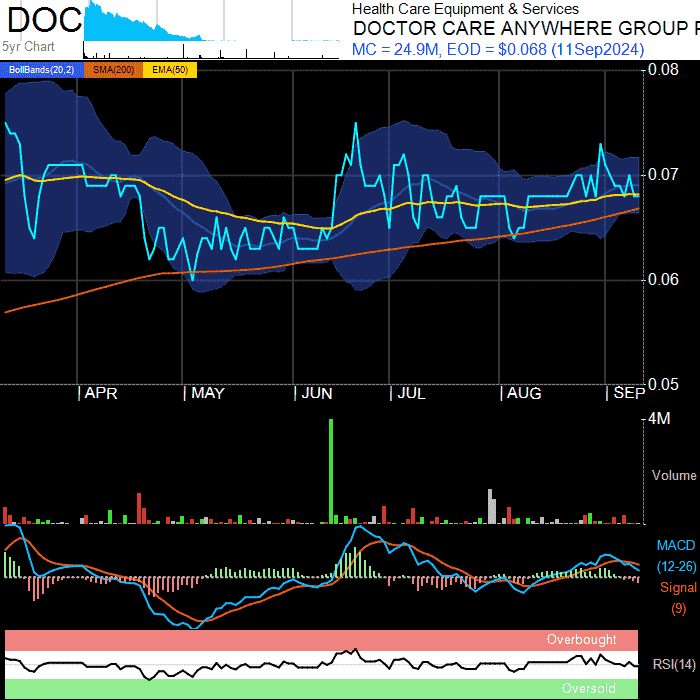 DOC
5yr Chart
Health Care Equipment & Services
DOCTOR CARE ANYWHERE GROUP P
MC = 24.9M, EOD = $0.068 (11Sep2024)
BollBands(20,2) SMA(200) EMA(50)
0.08
0.07
0.06
0.05
APR MAY JUN JUL AUG SEP
4M
Volume
MACD
(12-26)
Signal
(9)
Overbought
RSI(14)
Oversold